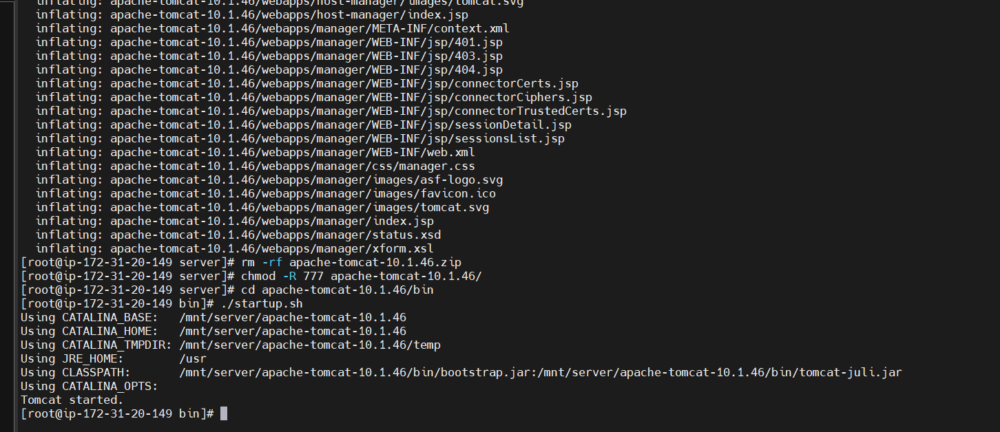 inflating: apache-tomcat-10.1.46/webapps/host-manager/images/tomcat.svg
inflating: apache-tomcat-10.1.46/webapps/host-manager/index.jsp
inflating: apache-tomcat-10.1.46/webapps/manager/META-INF/context.xml
inflating: apache-tomcat-10.1.46/webapps/manager/WEB-INF/jsp/401.jsp
inflating: apache-tomcat-10.1.46/webapps/manager/WEB-INF/jsp/403.jsp
inflating: apache-tomcat-10.1.46/webapps/manager/WEB-INF/jsp/404.jsp
inflating: apache-tomcat-10.1.46/webapps/manager/WEB-INF/jsp/connectorCerts.jsp
inflating: apache-tomcat-10.1.46/webapps/manager/WEB-INF/jsp/connectorCiphers.jsp
inflating: apache-tomcat-10.1.46/webapps/manager/WEB-INF/jsp/connectorTrustedCerts.jsp
inflating: apache-tomcat-10.1.46/webapps/manager/WEB-INF/jsp/sessionDetail.jsp
inflating: apache-tomcat-10.1.46/webapps/manager/WEB-INF/jsp/sessionsList.jsp
inflating: apache-tomcat-10.1.46/webapps/manager/WEB-INF/web.xml
inflating: apache-tomcat-10.1.46/webapps/manager/css/manager.css
inflating: apache-tomcat-10.1.46/webapps/manager/images/asf-logo.svg
inflating: apache-tomcat-10.1.46/webapps/manager/images/favicon.ico
inflating: apache-tomcat-10.1.46/webapps/manager/images/tomcat.svg
inflating: apache-tomcat-10.1.46/webapps/manager/index.jsp
inflating: apache-tomcat-10.1.46/webapps/manager/status.xsd
inflating: apache-tomcat-10.1.46/webapps/manager/xform.xsl
[root@ip-172-31-20-149 server]# rm -rf apache-tomcat-10.1.46.zip
[root@ip-172-31-20-149 server]# chmod -R 777 apache-tomcat-10.1.46/
[root@ip-172-31-20-149 server]# cd apache-tomcat-10.1.46/bin
[root@ip-172-31-20-149 bin]# ./startup.sh
Using CATALINA_BASE:   /mnt/server/apache-tomcat-10.1.46
Using CATALINA_HOME:   /mnt/server/apache-tomcat-10.1.46
Using CATALINA_TMPDIR: /mnt/server/apache-tomcat-10.1.46/temp
Using JRE_HOME:        /usr
Using CLASSPATH:       /mnt/server/apache-tomcat-10.1.46/bin/bootstrap.jar:/mnt/server/apache-tomcat-10.1.46/bin/tomcat-juli.jar
Using CATALINA_OPTS:
Tomcat started.
[root@ip-172-31-20-149 bin]#